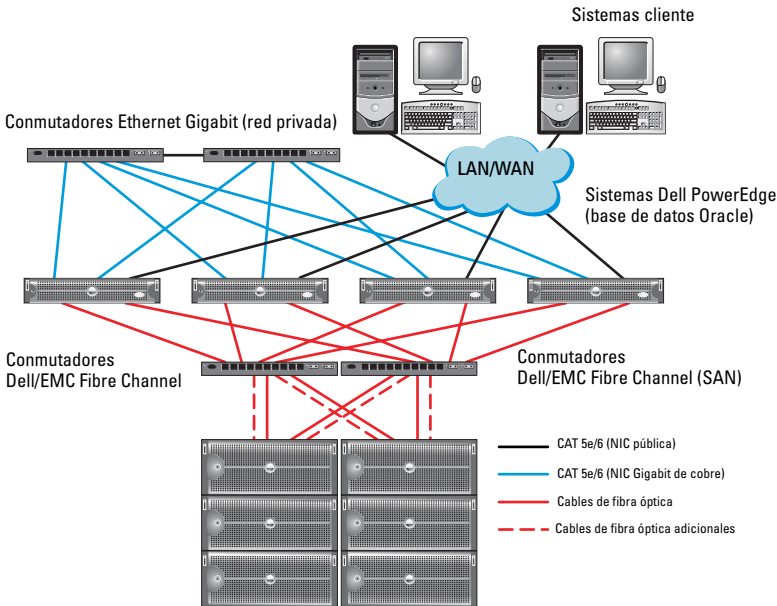 Sistemas cliente
Conmutadores Ethernet Gigabit (red privada)
LAN/WAN
Sistemas Dell PowerEdge
(base de datos Oracle)
Conmutadores
Dell/EMC Fibre Channel
Conmutadores
Dell/EMC Fibre Channel (SAN)
CAT 5e/6 (NIC pública)
CAT 5e/6 (NIC Gigabit de cobre)
Cables de fibra óptica
Cables de fibra óptica adicionales